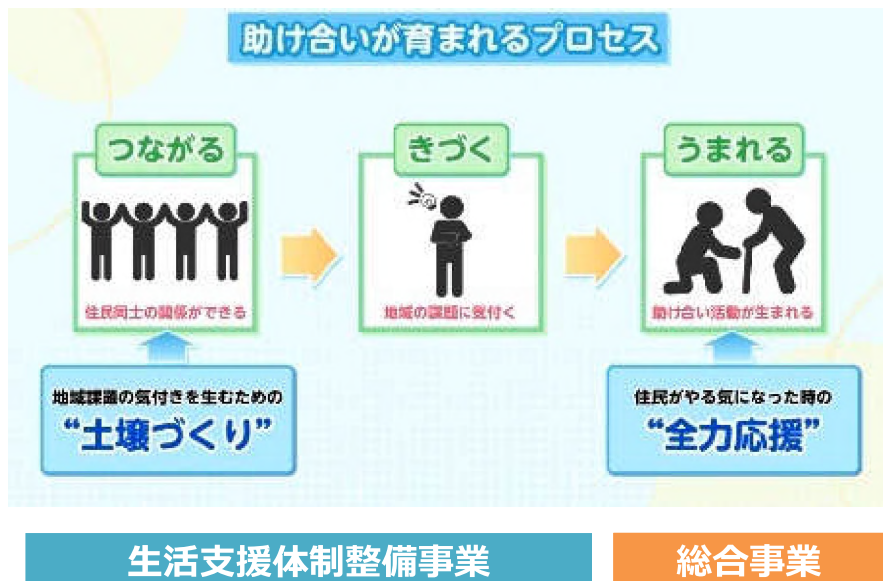 助け合いが育まれるプロセス
つながる
きづく
うまれる
住民同士の関係ができる
地域の課題に気付く
助け合い活動が生まれる
地域課題の気付きを生むための
“土壌づくり”
住民がやる気になった時の
“全力応援”
生活支援体制整備事業
総合事業